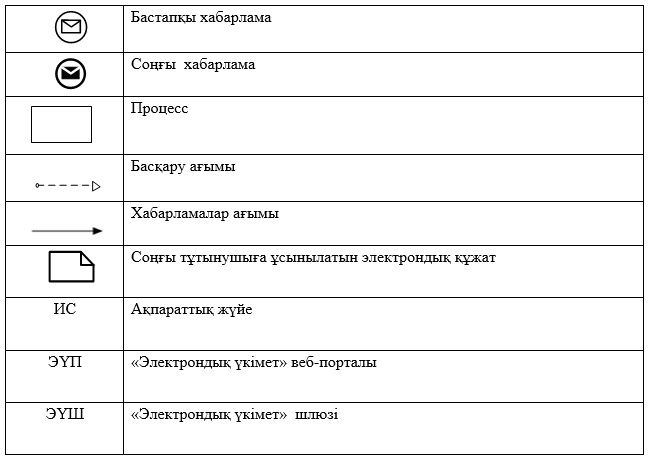 Бастапқы хабарлама
Соңғы хабарлама
Процесс
Басқару ағымы
Хабарламалар ағымы
Соңғы тұтынушыға ұсынылатын электрондық құжат
ИС Ақпараттық жүйе
ЭҮП «Электрондық үкімет» веб-порталы
ЭҮШ «Электрондық үкімет» шлюзі